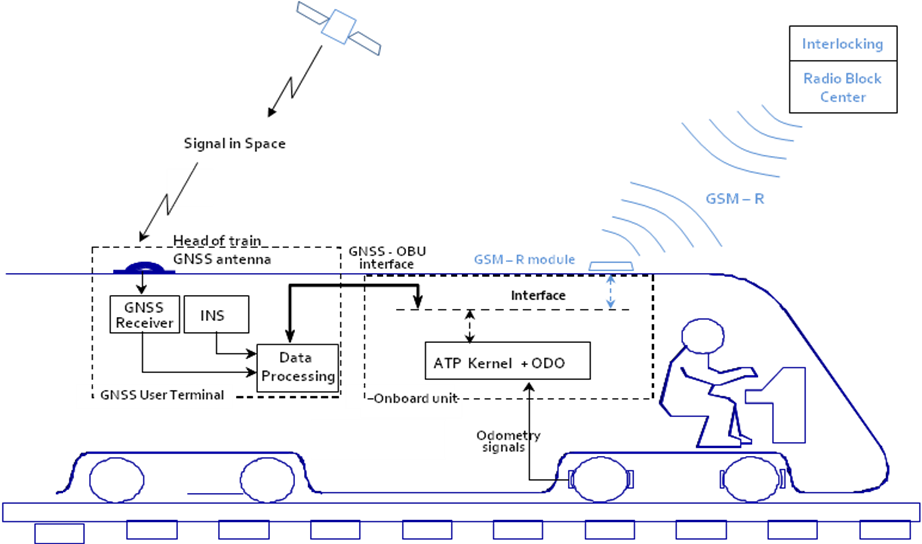 Interlocking
Radio Block
Center
Signal in Space
GSM – R
Head of train
GNSS antenna
GNSS - OBU
interface
GSM – R module
GNSS
Receiver
INS
Interface
Data
Processing
ATP Kernel + ODO
GNSS User Terminal
Onboard unit
Odometry
signals